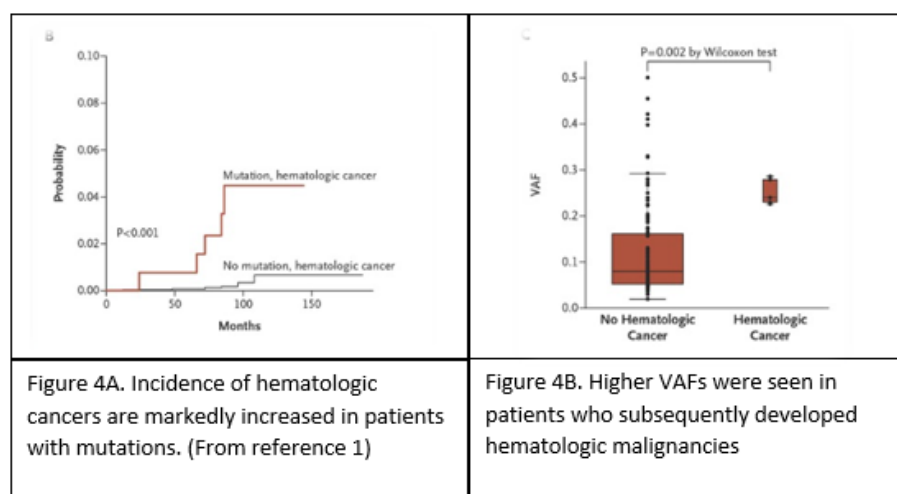 B
0.10
0.08
0.06
0.04
0.02
0.00
Probability
Mutation, hematologic cancer
P<0.001
No mutation, hematologic cancer
0
50
100
150
Months
C
P=0.002 by Wilcoxon test
0.5
0.4
0.3
0.2
0.1
0.0
VAF
No Hematologic
Cancer
Hematologic
Cancer
Figure 4A. Incidence of hematologic
cancers are markedly increased in patients
with mutations. (From reference 1)
Figure 4B. Higher VAFs were seen in
patients who subsequently developed
hematologic malignancies